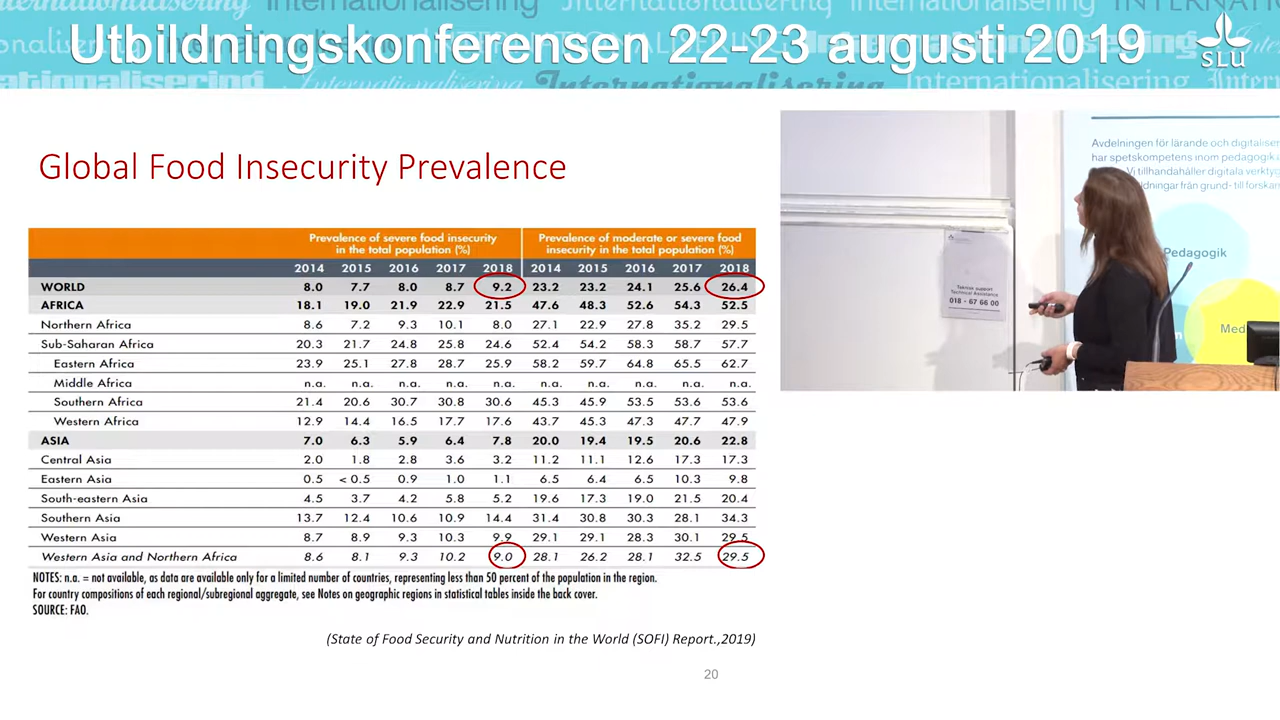 Utbildningskonferensen 22-23 augusti 2019
SLU
Global Food Insecurity Prevalence
Prevalence of severe food insecurity in the total population (%) Prevalence of moderate or severe food insecurity in the total population (%)
2014 2015 2016 2017 2018 2014 2015 2016 2017 2018
WORLD 8.0 7.7 8.0 8.7 9.2 23.2 23.2 24.1 25.6 26.4
AFRICA 18.1 19.0 21.9 22.9 21.5 47.6 48.3 52.6 54.3 52.5
Northern Africa 8.6 7.2 9.3 10.1 8.0 27.1 22.9 27.8 35.2 29.5
Sub-Saharan Africa 20.3 21.7 24.8 25.8 24.6 52.4 54.2 58.3 58.7 57.7
Eastern Africa 23.9 25.1 27.8 28.7 25.9 58.2 59.7 64.8 65.5 62.7
Middle Africa n.a. n.a. n.a. n.a. n.a. n.a. n.a. n.a. n.a. n.a.
Southern Africa 21.4 20.6 30.7 30.8 30.6 45.3 45.9 53.5 53.6 53.6
Western Africa 12.9 14.4 16.5 17.7 17.6 43.7 45.3 47.3 47.7 47.9
ASIA 7.0 6.3 5.9 6.4 7.8 20.0 19.4 19.5 20.6 22.8
Central Asia 2.0 1.8 2.8 3.6 3.2 11.2 11.1 12.6 17.3 17.3
Eastern Asia 0.5 < 0.5 0.9 1.0 1.1 6.5 6.4 6.5 10.3 9.8
South-eastern Asia 4.5 3.7 4.2 5.8 5.2 19.6 17.3 19.0 21.5 20.4
Southern Asia 13.7 12.4 10.6 10.9 14.4 31.4 30.8 30.3 28.1 34.3
Western Asia 8.7 8.9 9.3 10.3 9.9 29.1 29.1 28.3 30.1 29.5
Western Asia and Northern Africa 8.6 8.1 9.3 10.2 9.0 28.1 26.2 28.1 32.5 29.5
NOTES: n.a. = not available, as data are available only for a limited number of countries, representing less than 50 percent of the population in the region.
For country compositions of each regional/subregional aggregate, see Notes on geographic regions in statistical tables inside the back cover.
SOURCE: FAO.
(State of Food Security and Nutrition in the World (SOFI) Report.,2019)
20
Avdelningen för lärande och digitaliser
har spetskompetens inom pedagogik
Vi tillhandahåller digitala verktyg
ldningar från grund- till forskar
Pedagogik
Med
Teknisk support
Technical Assistance
018 - 67 66 00